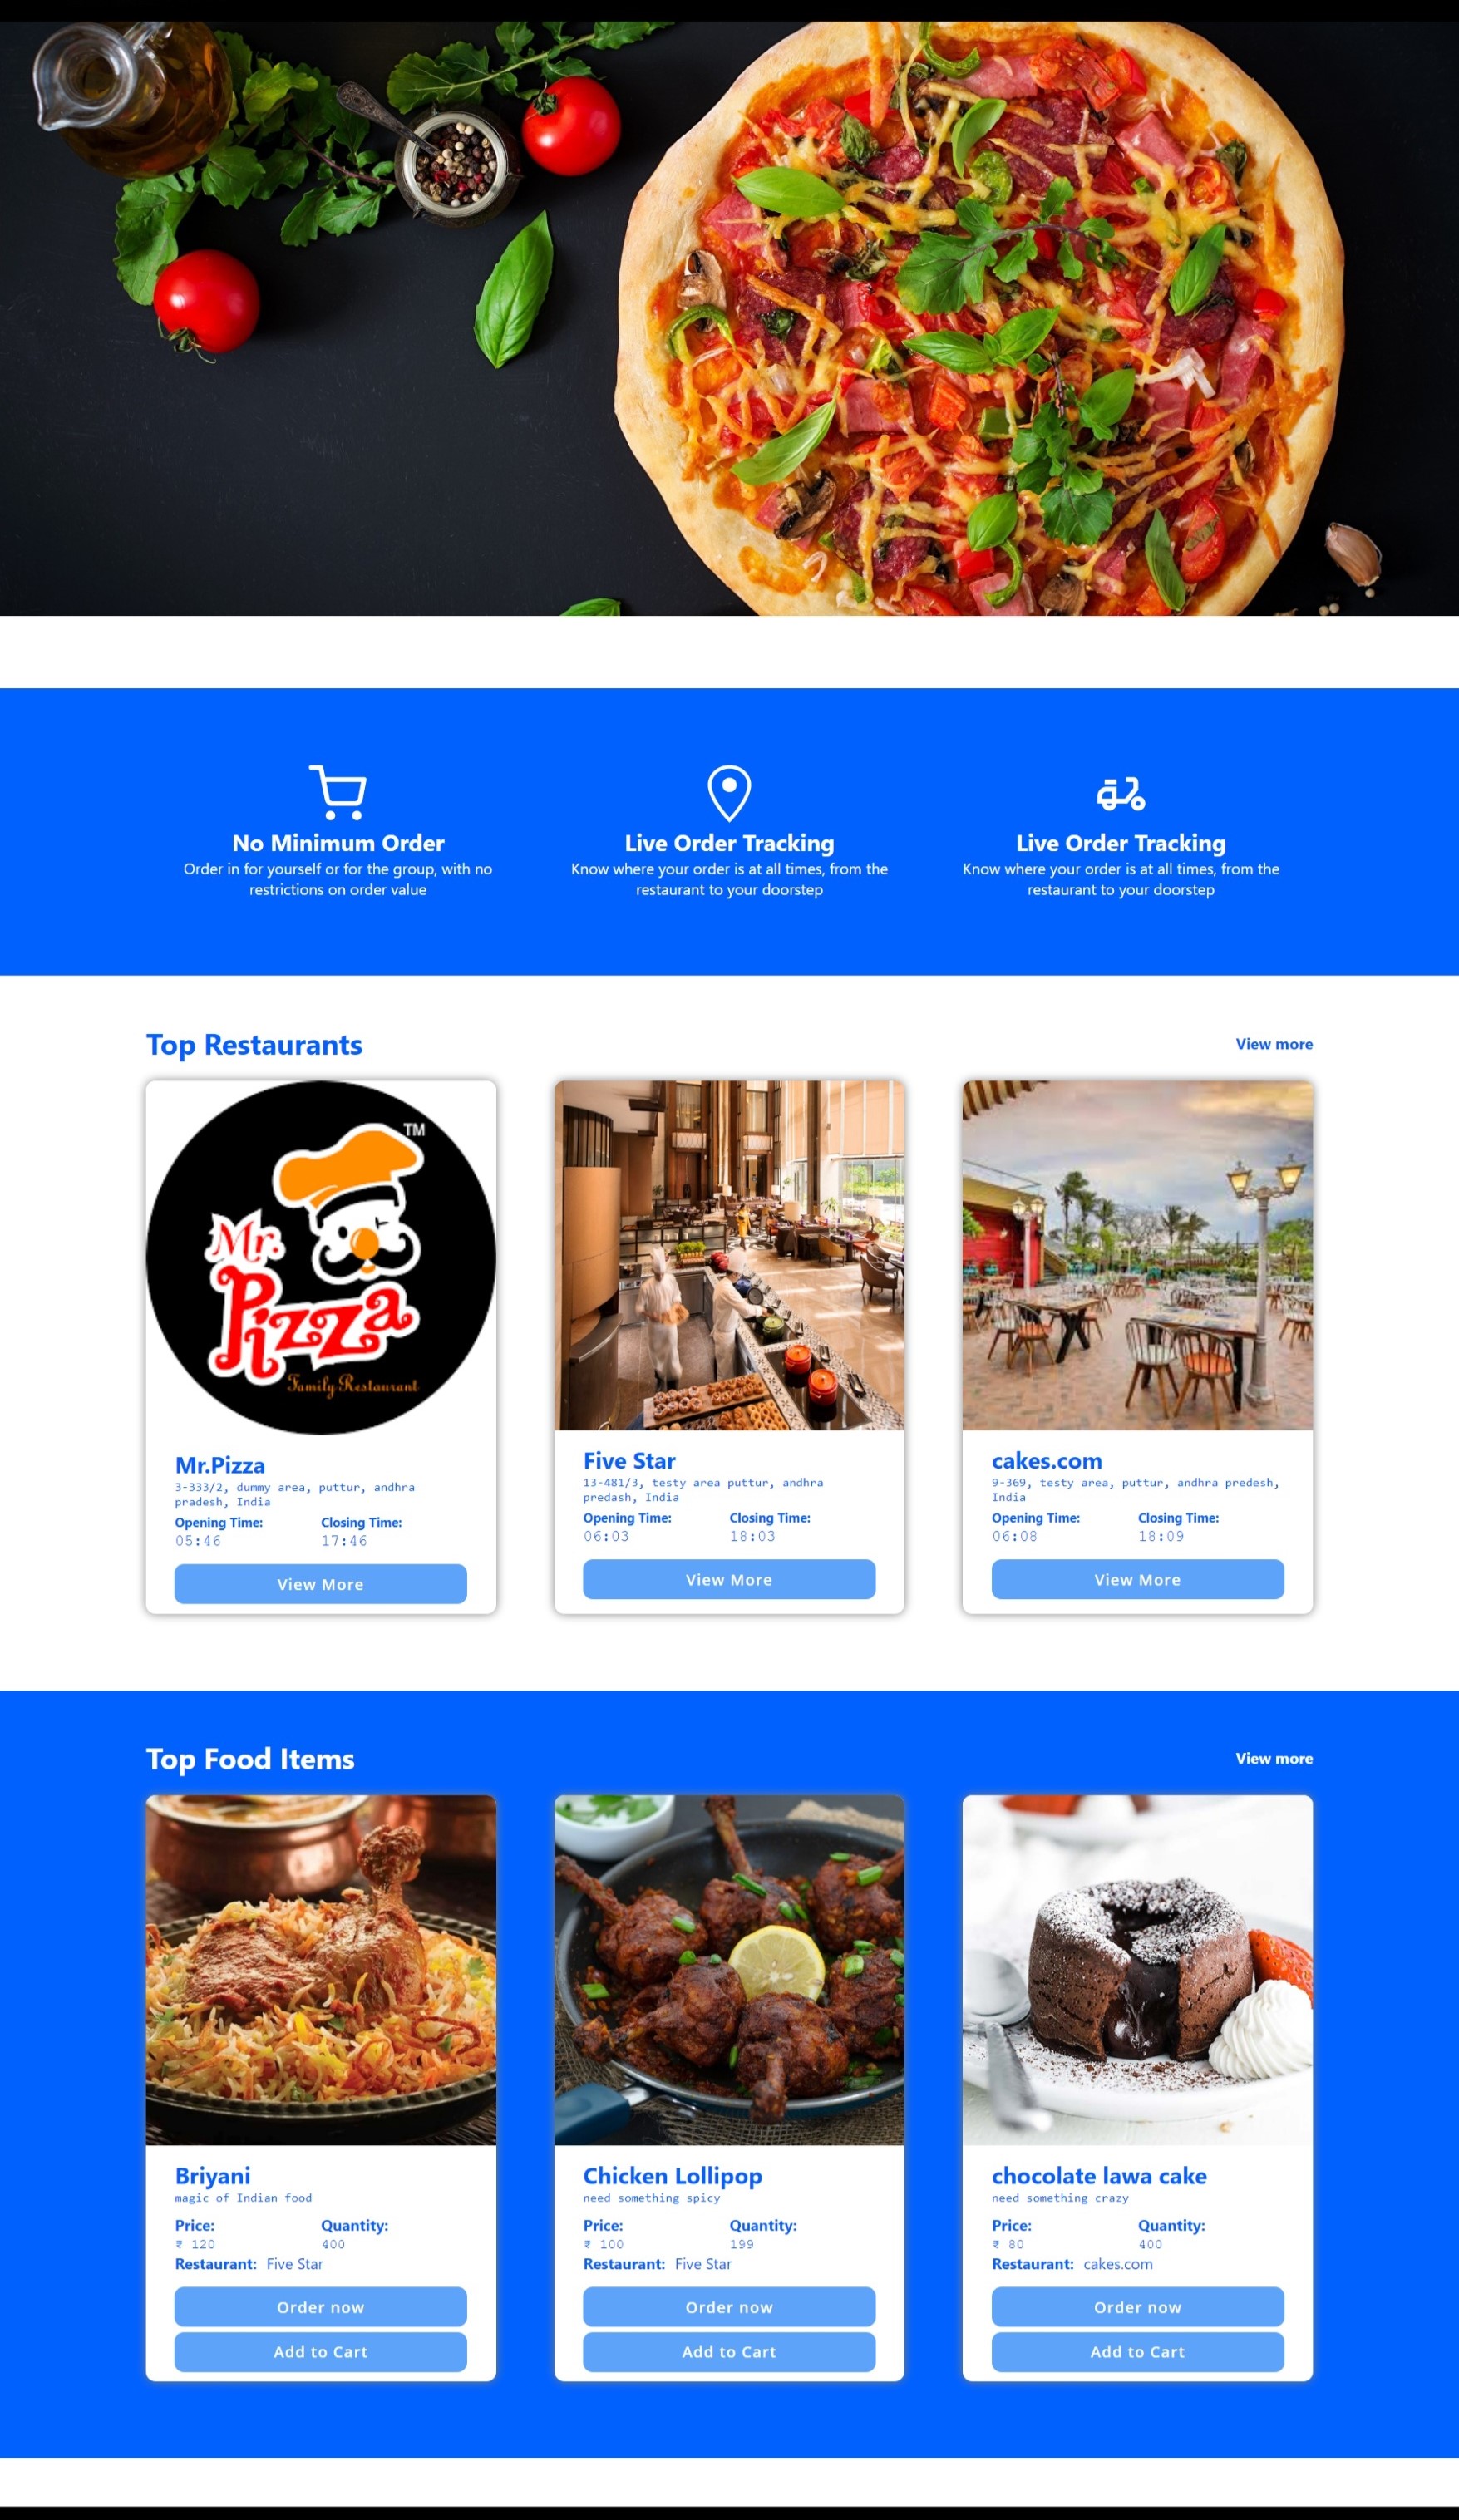 No Minimum Order
Order in for yourself or for the group, with no
restrictions on order value
Live Order Tracking
Know where your order is at all times, from the
restaurant to your doorstep
Live Order Tracking
Know where your order is at all times, from the
restaurant to your doorstep
Top Restaurants
View more
TM
Mr.
Pizza
Family Restaurant
Mr.Pizza
3-333/2, dummy area, puttur, andhra
pradesh, India
Opening Time: Closing Time:
05:46 17:46
View More
Five Star
13-481/3, testy area puttur, andhra
predash, India
Opening Time: Closing Time:
06:03 18:03
View More
cakes.com
9-369, testy area, puttur, andhra predesh,
India
Opening Time: Closing Time:
06:08 18:09
View More
Top Food Items
View more
Briyani
magic of Indian food
Price: Quantity:
₹ 120 400
Restaurant: Five Star
Order now
Add to Cart
Chicken Lollipop
need something spicy
Price: Quantity:
₹ 100 199
Restaurant: Five Star
Order now
Add to Cart
chocolate lawa cake
need something crazy
Price: Quantity:
₹ 80 400
Restaurant: cakes.com
Order now
Add to Cart